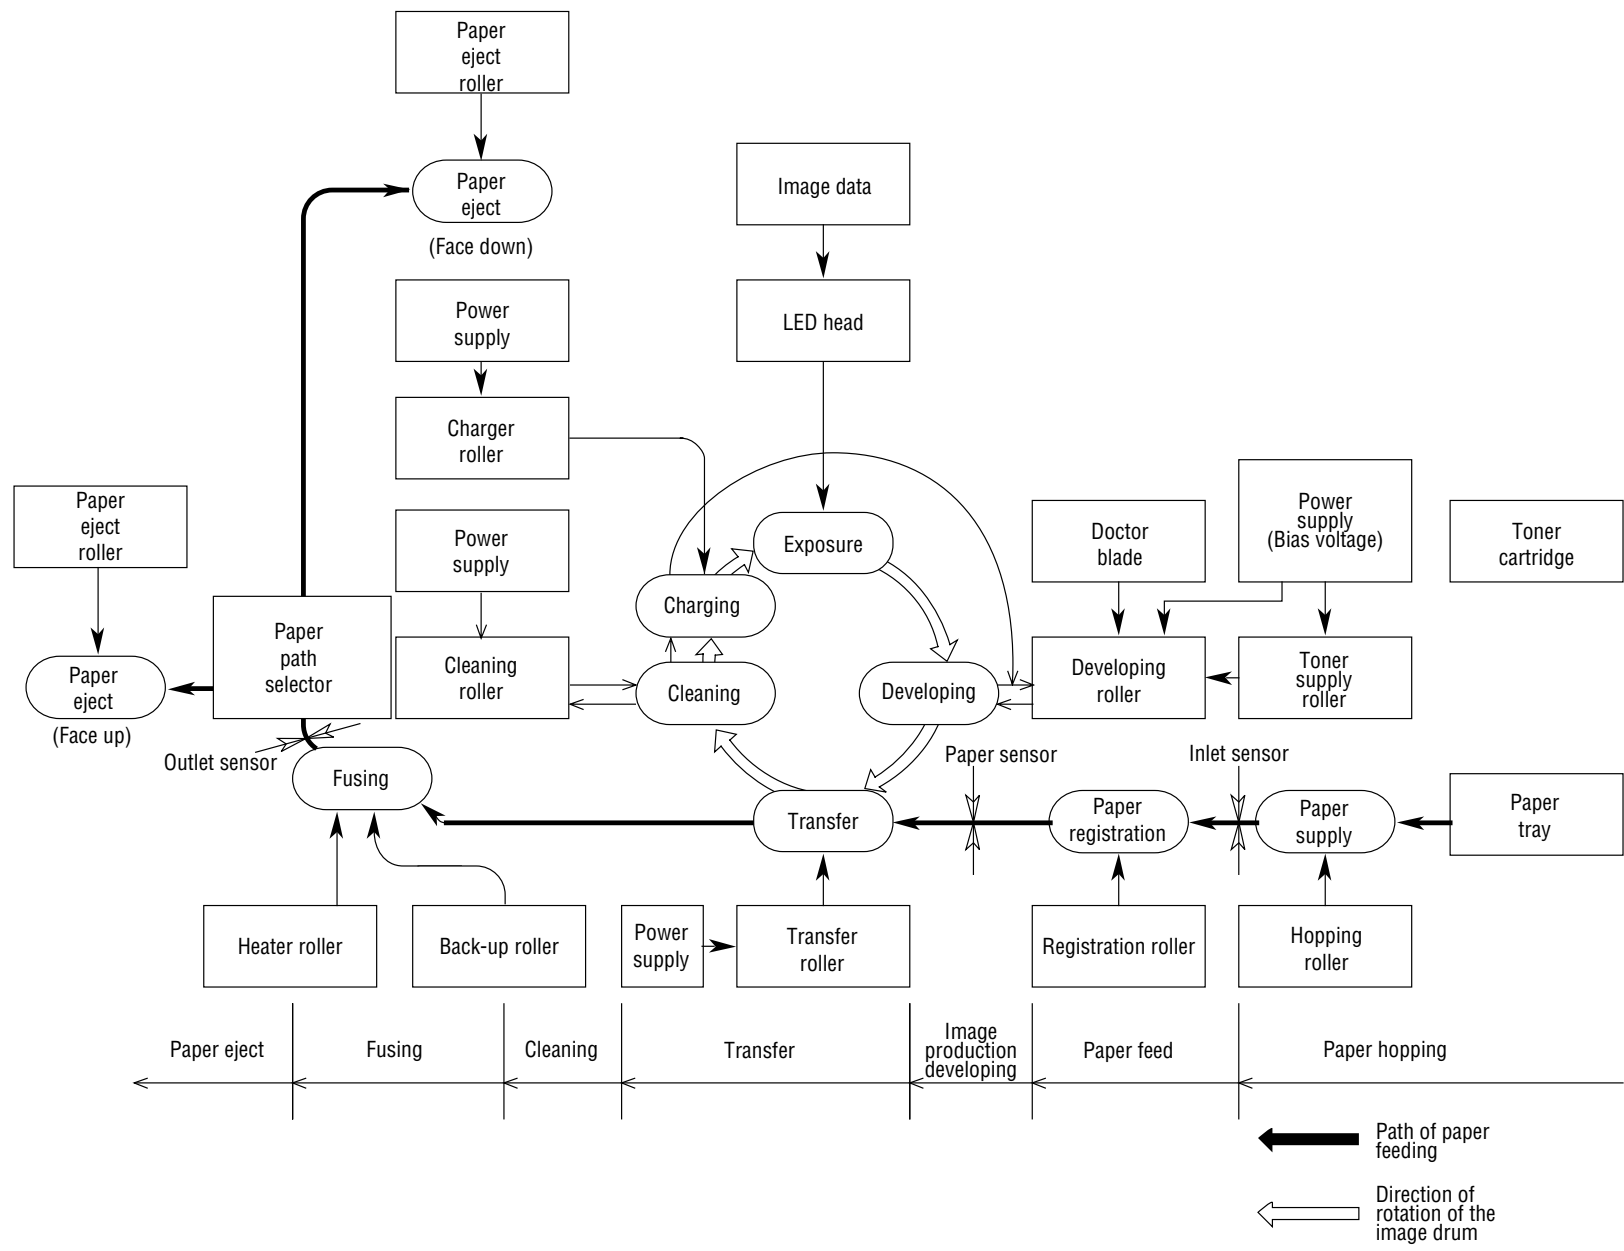 Paper
eject
roller
Paper
eject
(Face down)
Image data
Power
supply
LED head
Charger
roller
Paper
eject
roller
Power
supply
Exposure
Doctor
blade
Power
supply
(Bias voltage)
Toner
cartridge
Charging
Paper
path
selector
Cleaning
roller
Cleaning
Developing
Developing
roller
Toner
supply
roller
Paper
eject
(Face up)
Outlet sensor
Fusing
Paper sensor
Inlet sensor
Transfer
Paper
registration
Paper
supply
Paper
tray
Heater roller
Back-up roller
Power
supply
Transfer
roller
Registration roller
Hopping
roller
Paper eject
Fusing
Cleaning
Transfer
Image
production
developing
Paper feed
Paper hopping
Path of paper
feeding
Direction of
rotation of the
image drum